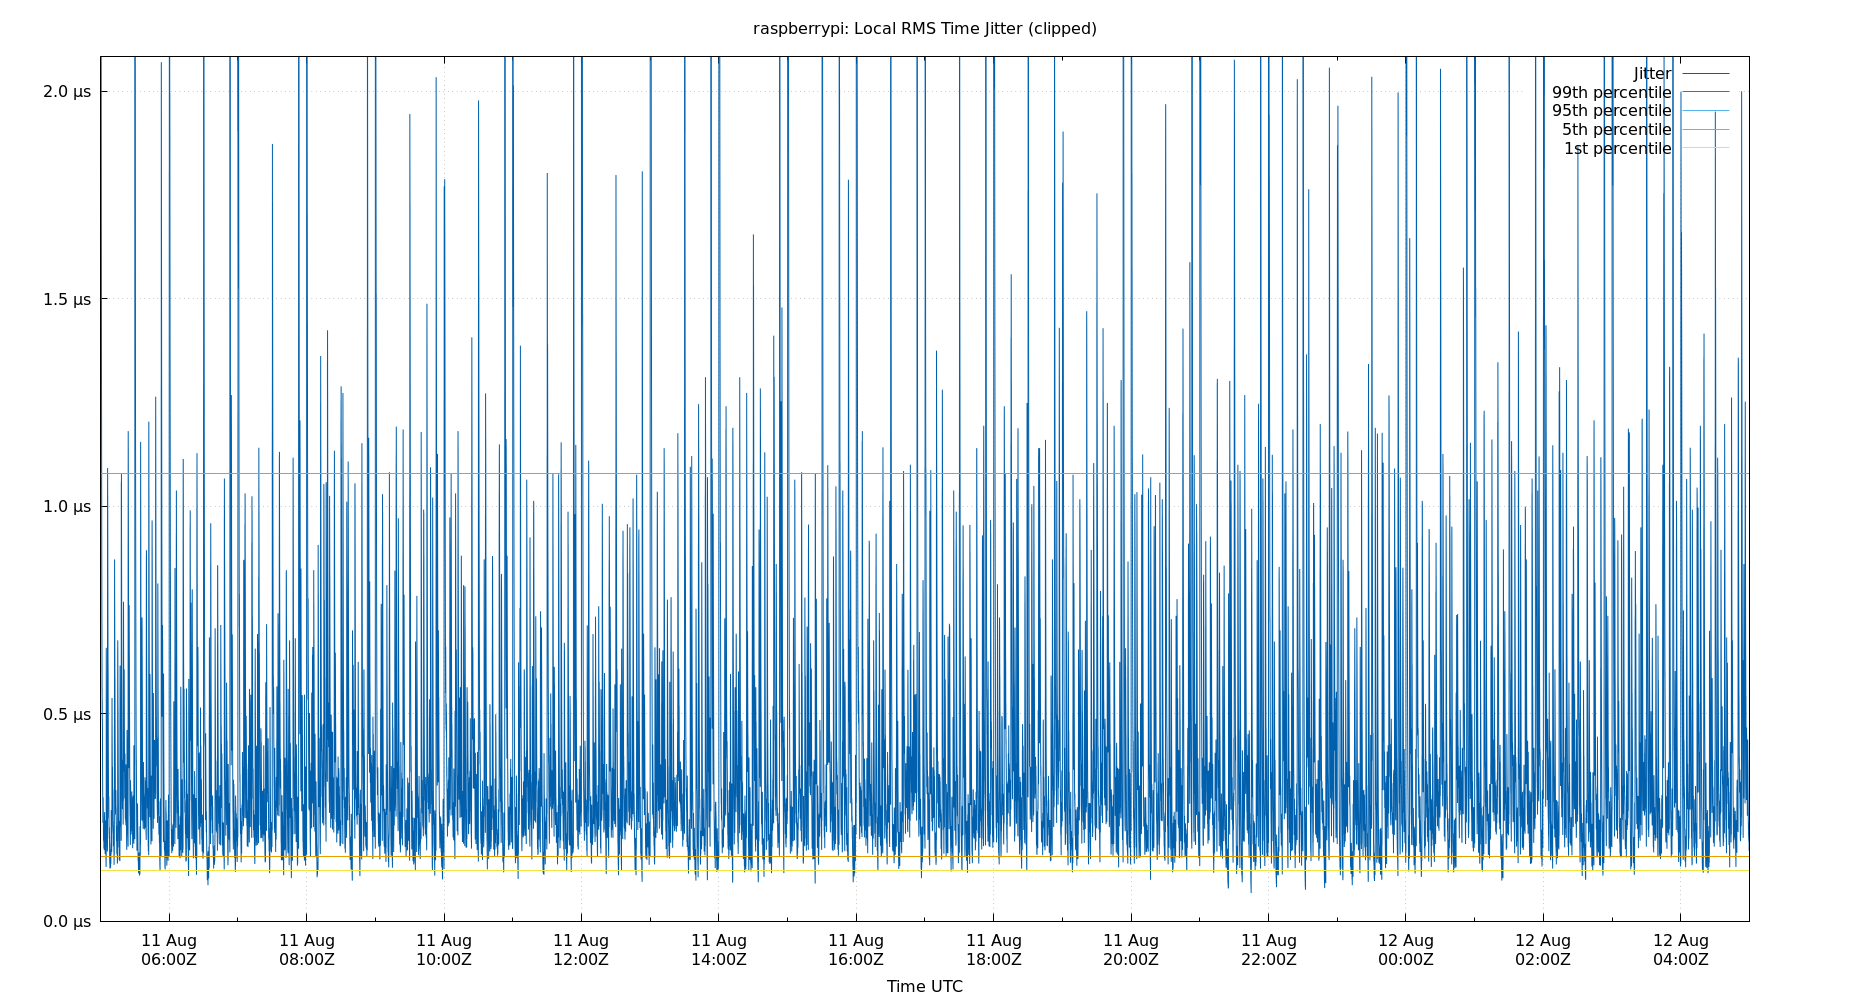 raspberrypi: Local RMS Time Jitter (clipped)
2.0 μs
1.5 μs
1.0 μs
0.5 μs
0.0 μs
Jitter
99th percentile
95th percentile
5th percentile
1st percentile
11 Aug 11 Aug 11 Aug 11 Aug 11 Aug 11 Aug 11 Aug 11 Aug 11 Aug 12 Aug 12 Aug 12 Aug
06:00Z 08:00Z 10:00Z 12:00Z 14:00Z 16:00Z 18:00Z 20:00Z 22:00Z 00:00Z 02:00Z 04:00Z
Time UTC